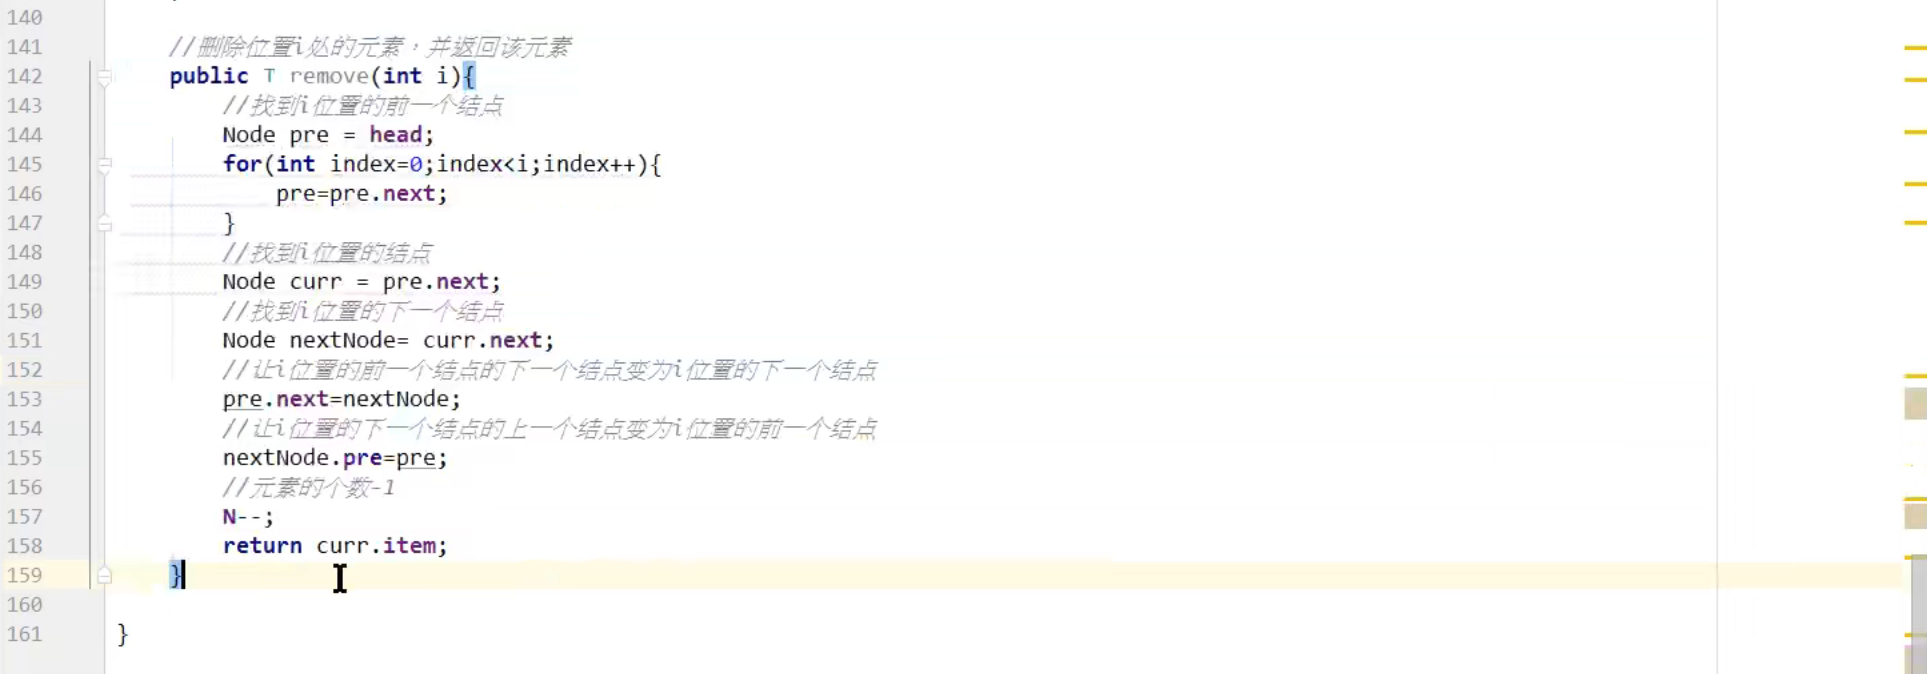 140
141 //删除位置i处的元素，并返回该元素
142 public T remove(int i){
143 //找到i位置的前一个结点
144 Node pre = head;
145 for(int index=0;index<i;index++){
146 pre=pre.next;
147 }
148 //找到i位置的结点
149 Node curr = pre.next;
150 //找到i位置的下一个结点
151 Node nextNode= curr.next;
152 //让i位置的前一个结点的下一个结点变为i位置的下一个结点
153 pre.next=nextNode;
154 //让i位置的下一个结点的上一个结点变为i位置的前一个结点
155 nextNode.pre=pre;
156 //元素的个数-1
157 N--;
158 return curr.item;
159 }
160
161 }